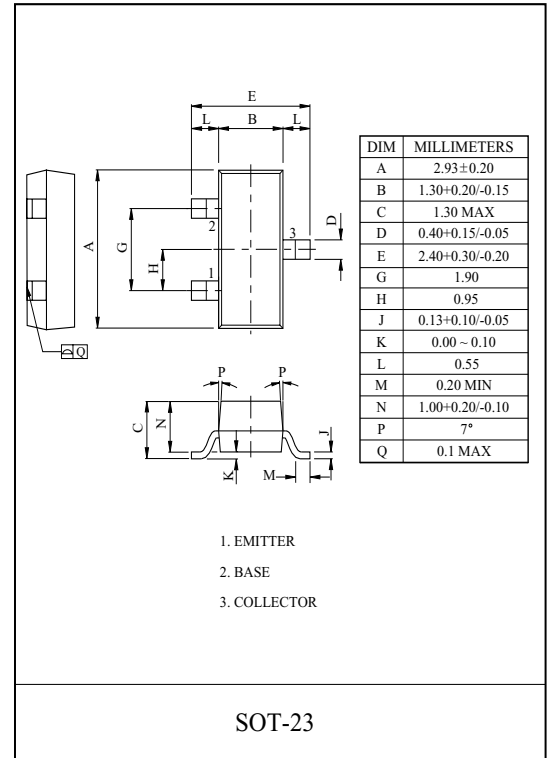 E
L B L
A
G
H
2
1
3
D
Q
P P
C
N
K
M
J
DIM MILLIMETERS
A 2.93±0.20
B 1.30+0.20/-0.15
C 1.30 MAX
D 0.40+0.15/-0.05
E 2.40+0.30/-0.20
G 1.90
H 0.95
J 0.13+0.10/-0.05
K 0.00 ~ 0.10
L 0.55
M 0.20 MIN
N 1.00+0.20/-0.10
P 7°
Q 0.1 MAX
1. EMITTER
2. BASE
3. COLLECTOR
SOT-23